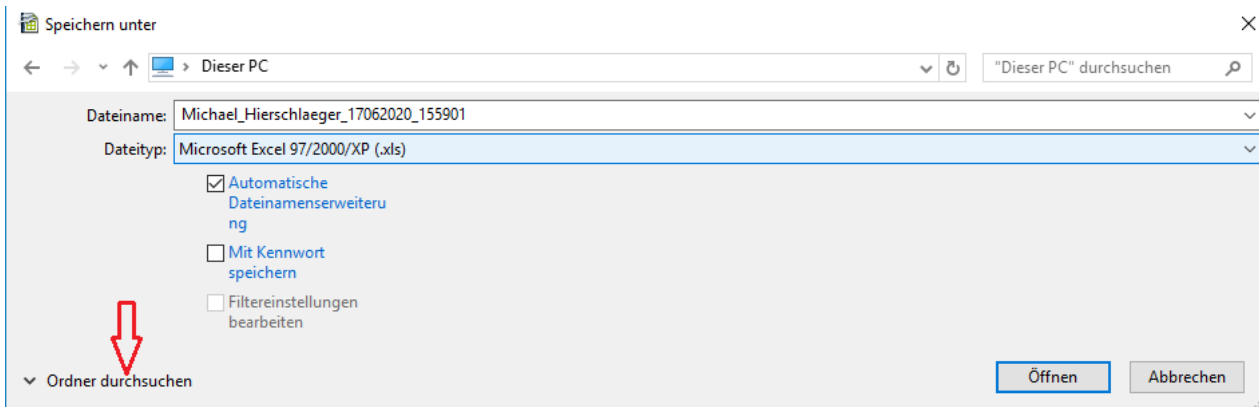 Speichern unter
Dieser PC
"Dieser PC" durchsuchen
Dateiname: Michael_Hierschlaeger_17062020_155901
Dateityp: Microsoft Excel 97/2000/XP (.xls)
Automatische
Dateinamenserweiteru
ng
Mit Kennwort
speichern
Filtereinstellungen
bearbeiten
Ordner durchsuchen
Öffnen
Abbrechen